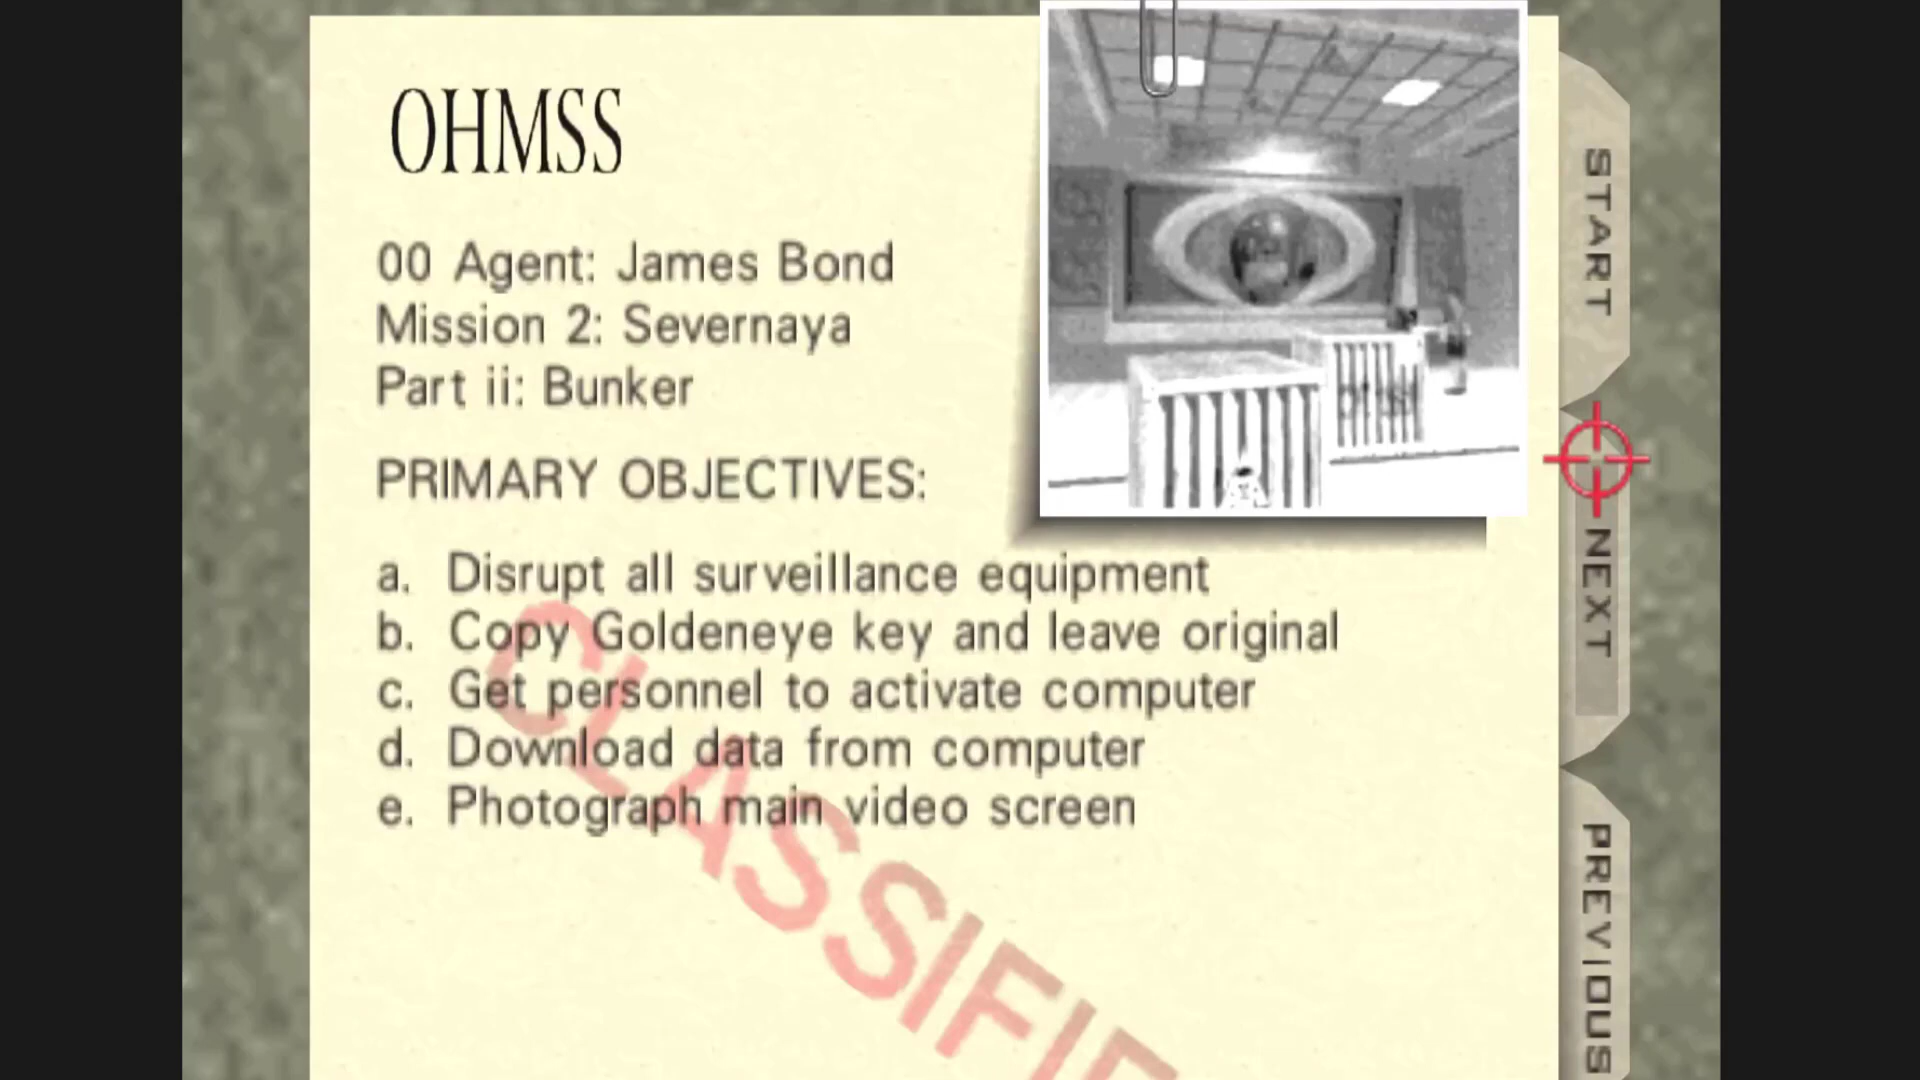 OHMSS
00 Agent: James Bond
Mission 2: Severnaya
Part ii: Bunker
PRIMARY OBJECTIVES:
a. Disrupt all surveillance equipment
b. Copy Goldeneye key and leave original
c. Get personnel to activate computer
d. Download data from computer
e. Photograph main video screen
CLASSIFIE
START
NEXT
PREVIOUS